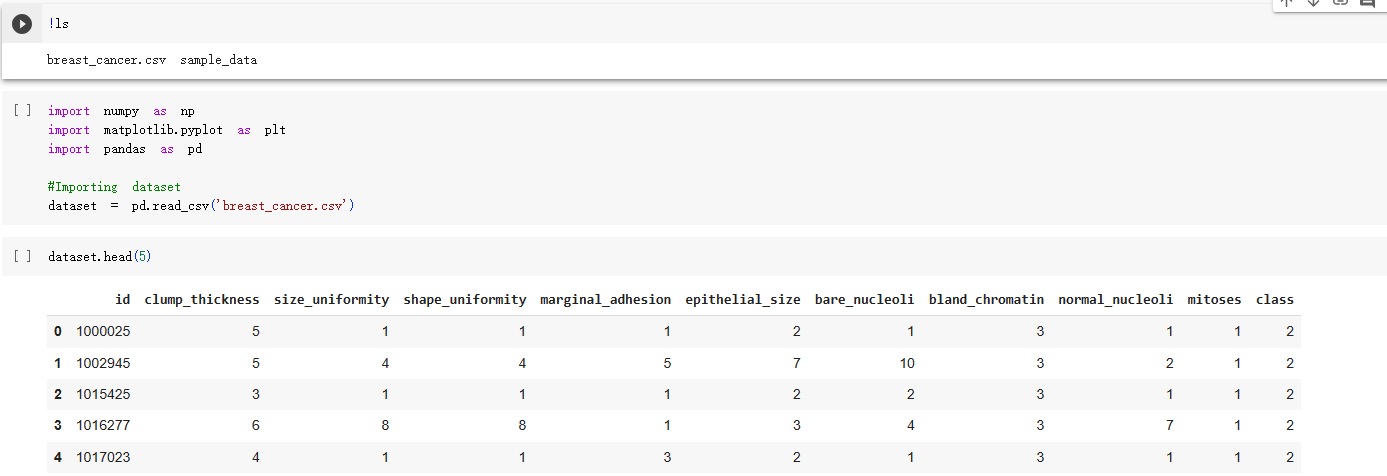 !ls
breast_cancer.csv sample_data
[ ] import numpy as np
import matplotlib.pyplot as plt
import pandas as pd
#Importing dataset
dataset = pd.read_csv('breast_cancer.csv')
[ ] dataset.head(5)
id clump_thickness size_uniformity shape_uniformity marginal_adhesion epithelial_size bare_nucleoli bland_chromatin normal_nucleoli mitoses class
0 1000025 5 1 1 1 2 1 3 1 1 2
1 1002945 5 4 4 5 7 10 3 2 1 2
2 1015425 3 1 1 1 2 2 3 1 1 2
3 1016277 6 8 8 1 3 4 3 7 1 2
4 1017023 4 1 1 3 2 1 3 1 1 2